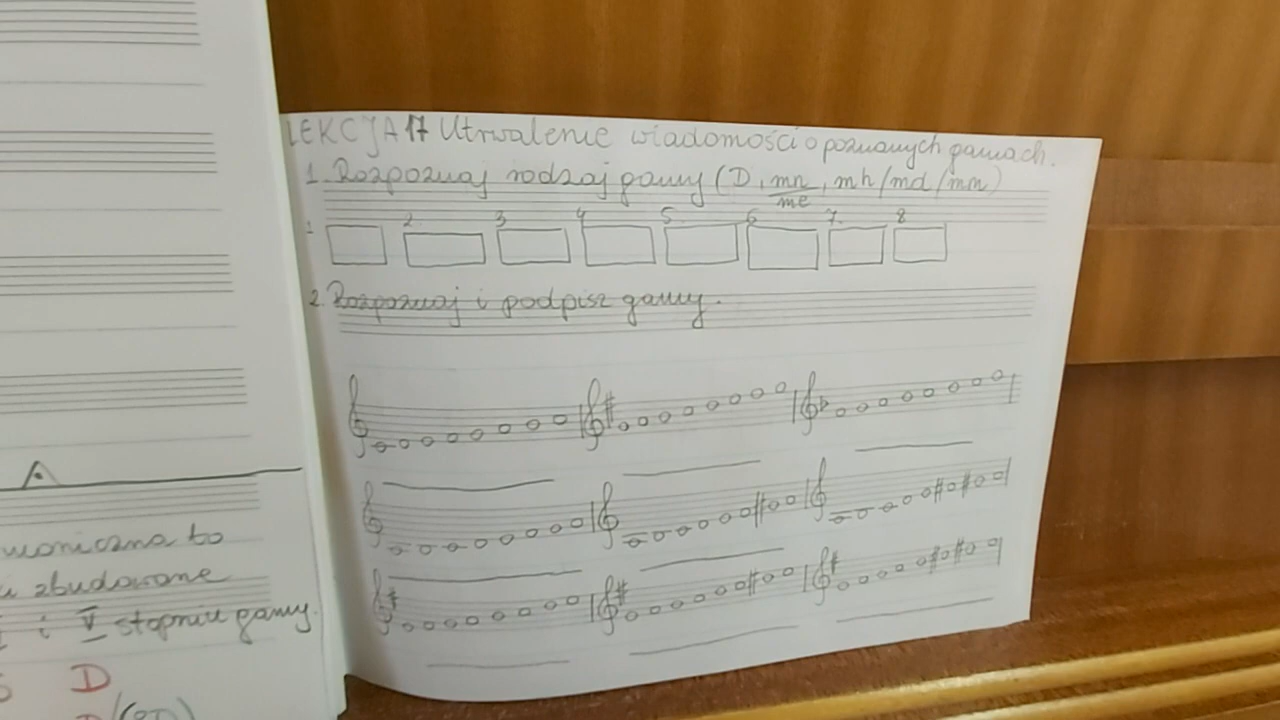 LEKCJA 17 Utrwalenie wiadomości o poznanych gamach.
1. Rozpoznaj rodzaj gamy (D, mn/me, mh/md/mm)
1 2. 3 4 5. 6 7. 8
2. Rozpoznaj i podpisz gamy.
A
moniczna to
zbudowane
i V stopniu gamy.
D